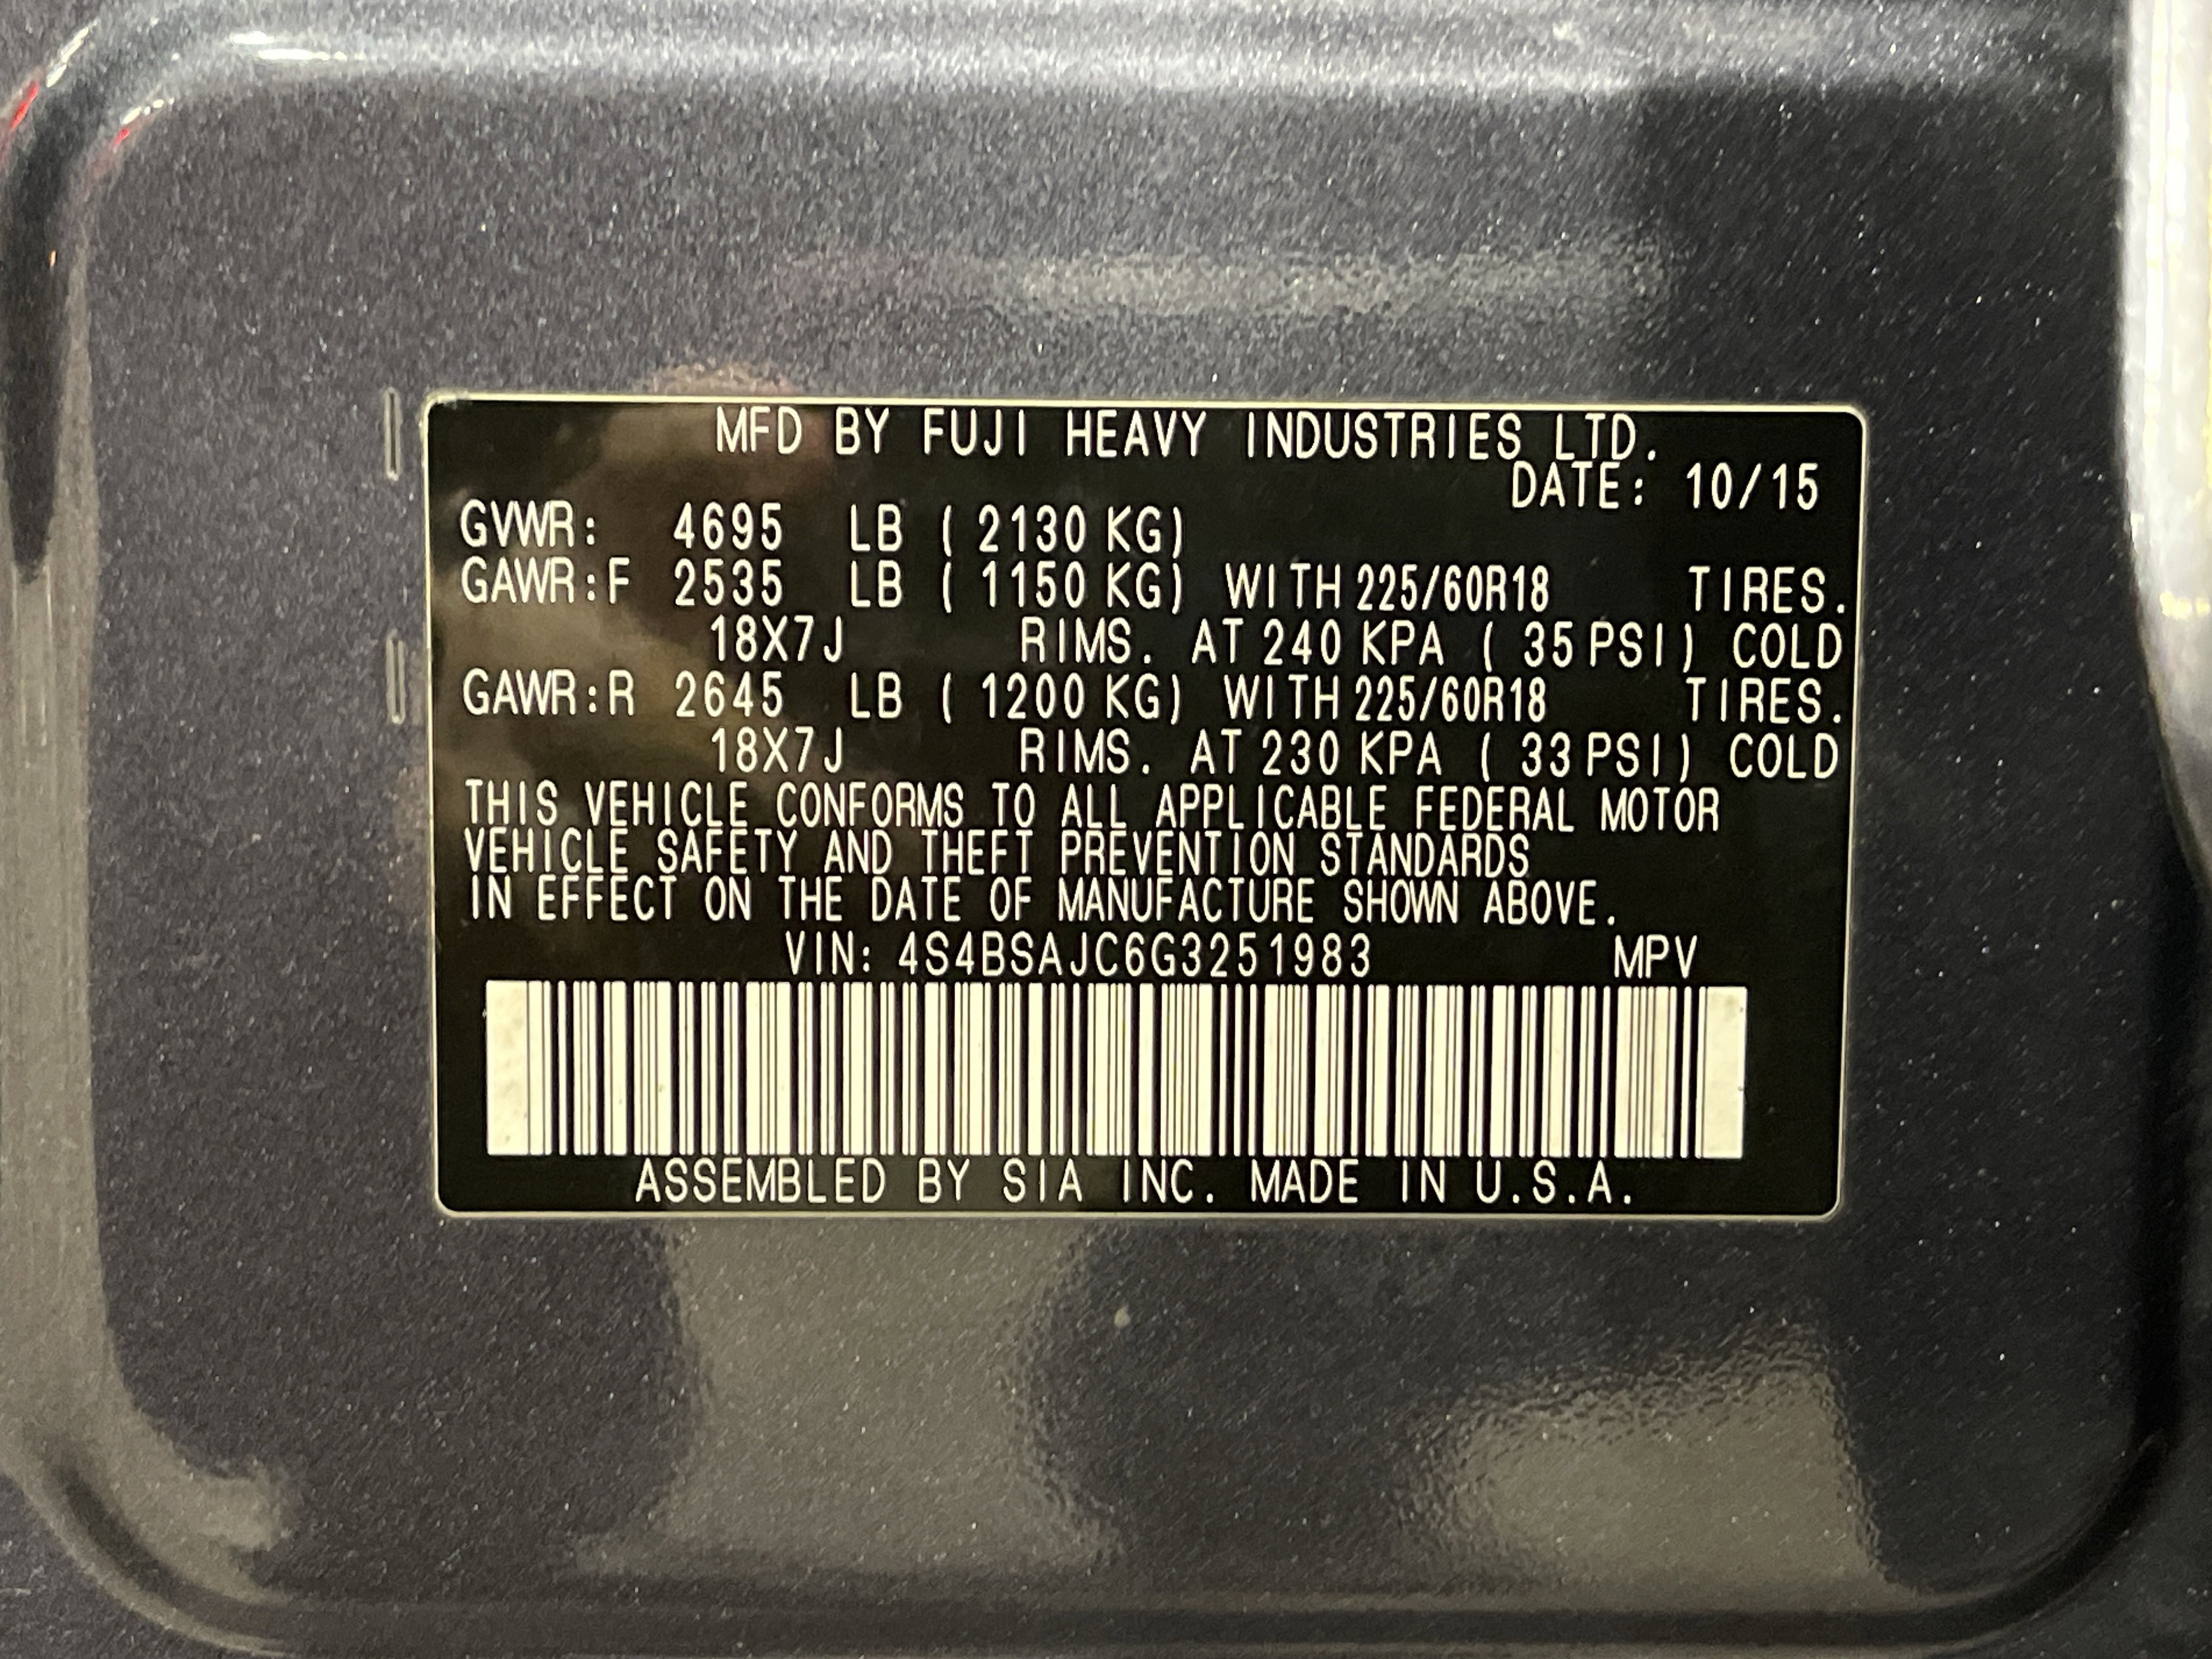 MFD BY FUJI HEAVY INDUSTRIES LTD.
DATE: 10/15
GVWR: 4695 LB ( 2130 KG)
GAWR:F 2535 LB ( 1150 KG) WITH 225/60R18 TIRES.
18X7J RIMS. AT 240 KPA ( 35 PSI) COLD
GAWR:R 2645 LB ( 1200 KG) WITH 225/60R18 TIRES.
18X7J RIMS. AT 230 KPA ( 33 PSI) COLD
THIS VEHICLE CONFORMS TO ALL APPLICABLE FEDERAL MOTOR
VEHICLE SAFETY AND THEFT PREVENTION STANDARDS
IN EFFECT ON THE DATE OF MANUFACTURE SHOWN ABOVE.
VIN: 4S4BSAJC6G3251983 MPV
ASSEMBLED BY SIA INC. MADE IN U.S.A.